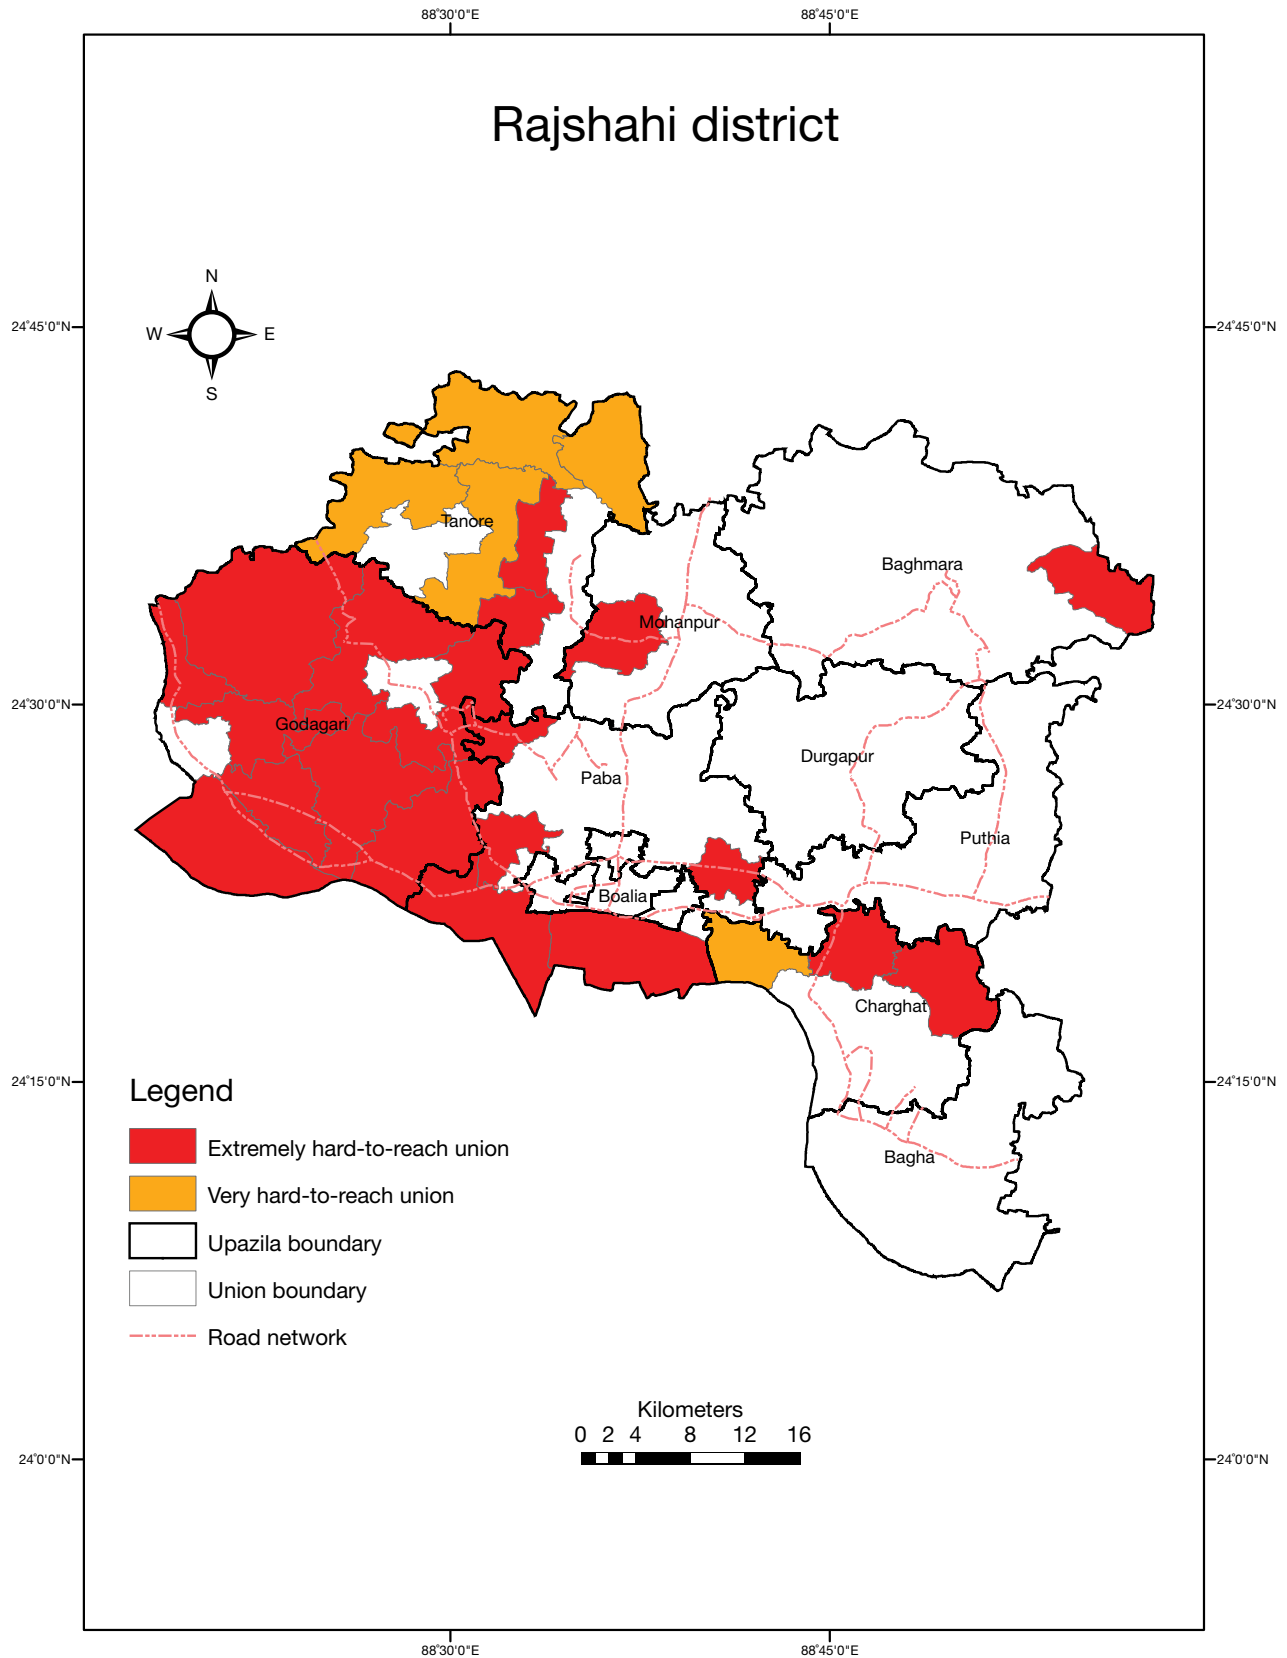 88°30'0"E
88°45'0"E
Rajshahi district
N
W
E
S
24°45'0"N
24°45'0"N
Tanore
Baghmara
Mohanpur
24°30'0"N
24°30'0"N
Godagari
Durgapur
Paba
Puthia
Boalia
Charghat
24°15'0"N
24°15'0"N
Bagha
Legend
Extremely hard-to-reach union
Very hard-to-reach union
Upazila boundary
Union boundary
Road network
Kilometers
0 2 4 8 12 16
24°0'0"N
24°0'0"N
88°30'0"E
88°45'0"E